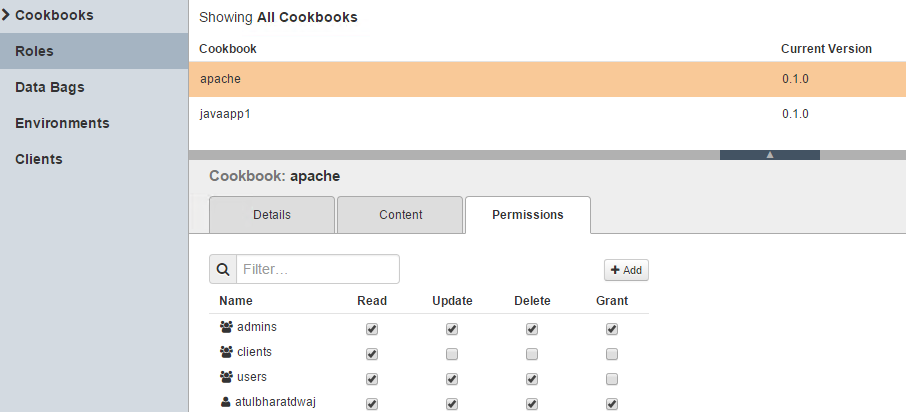 Cookbooks
Roles
Data Bags
Environments
Clients
Showing All Cookbooks
Cookbook Current Version
apache 0.1.0
javaapp1 0.1.0
Cookbook: apache
Details Content Permissions
Filter... Add
Name Read Update Delete Grant
admins
clients
users
atulbharatdwaj